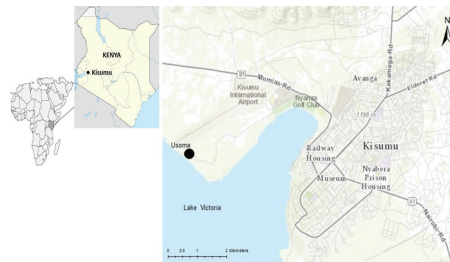 KENYA
Kisumu
N
Kakamega-Rd
Eldoret Rd
B1
Mumias-Rd
Avanga
Kisumu
International
Airport
Nyanza
Golf Club
Usoma
Railway
Housing
Kisumu
Museum
Nyabera
Prison
Housing
Lake Victoria
A1
Nairobi-Rd
0 0.5 1 2 Kilometers